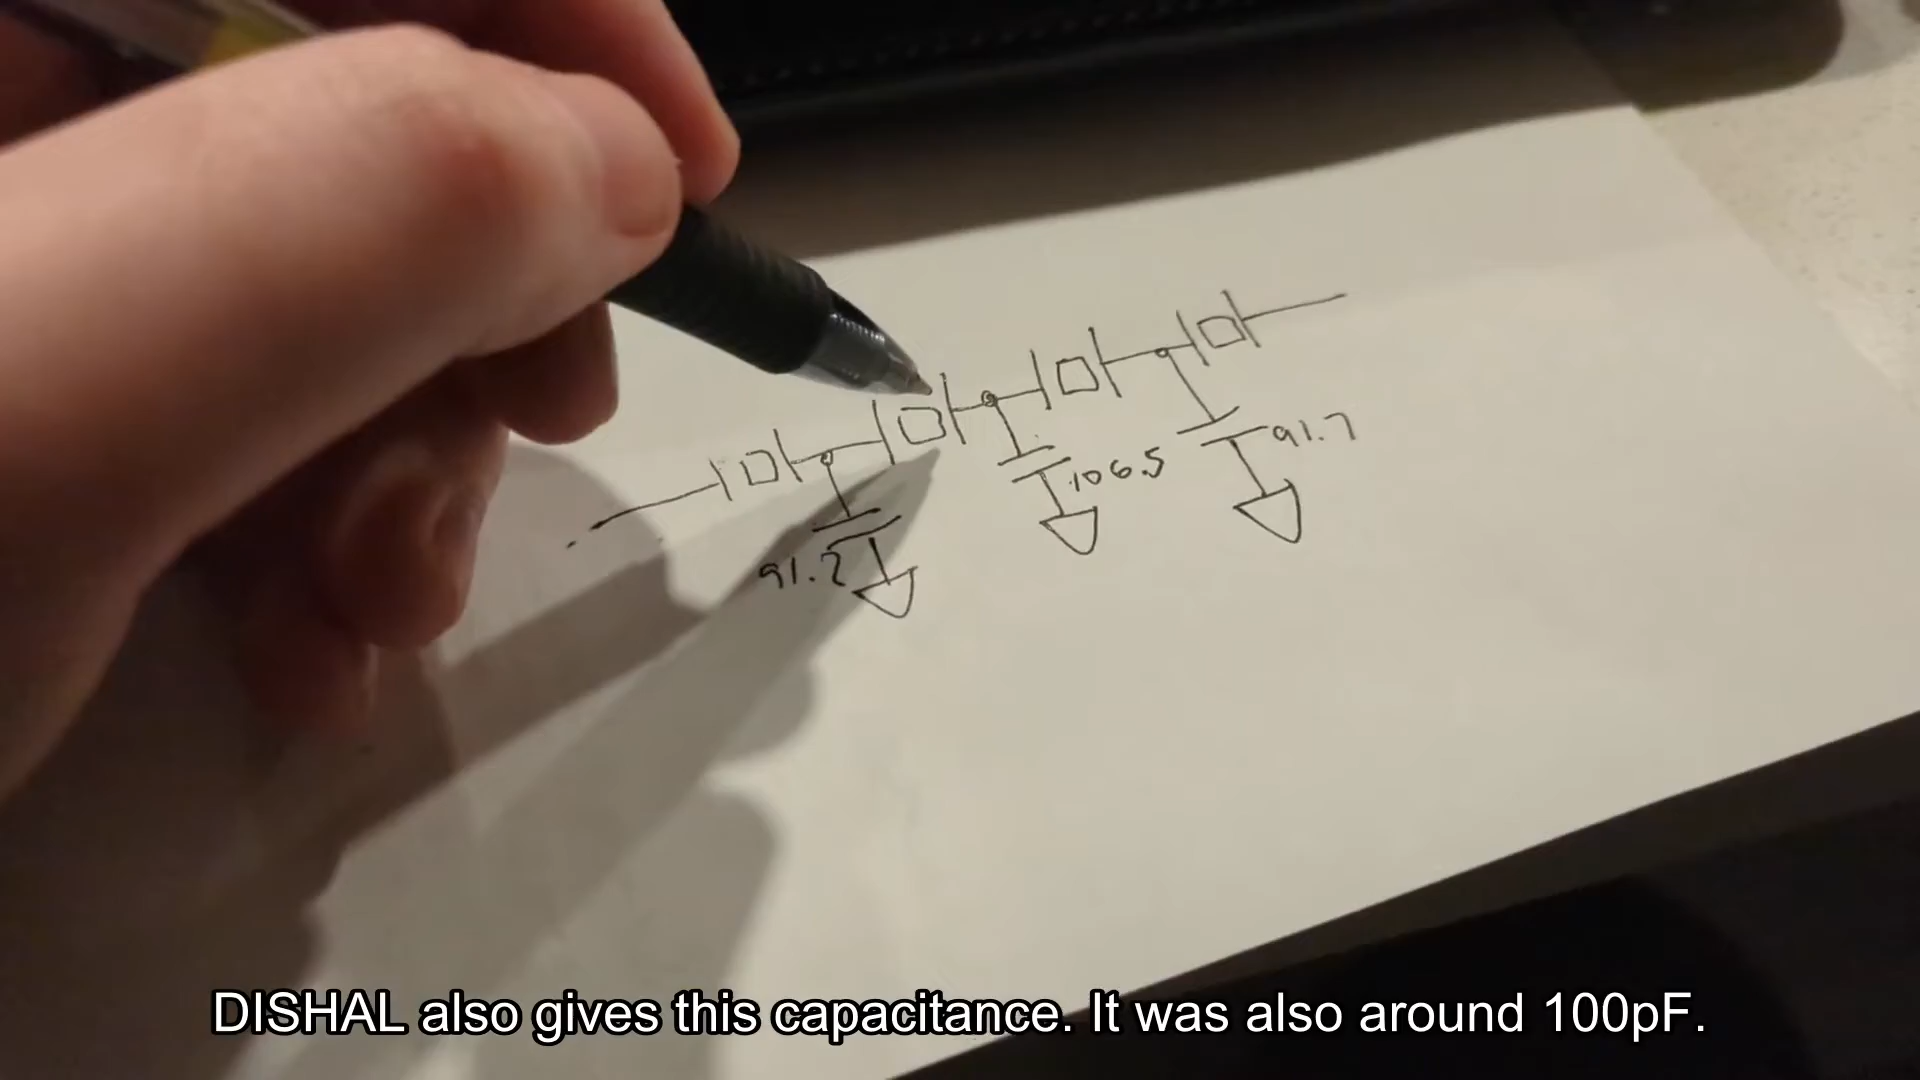 91.7
106.5
91.2
DISHAL also gives this capacitance. It was also around 100pF.